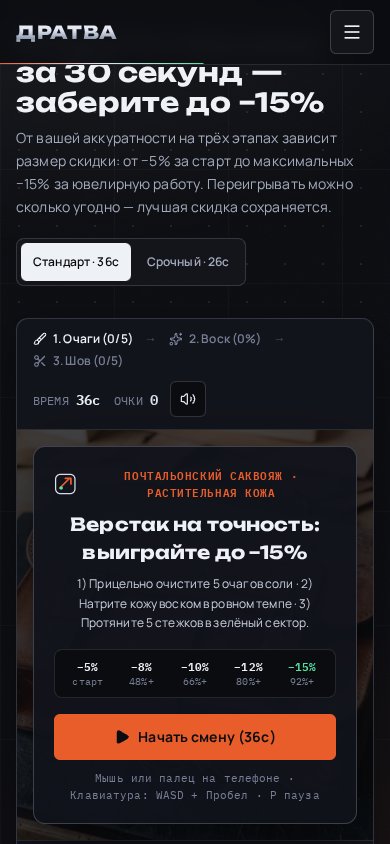 ДРАТВА
за 30 секунд —
заберите до −15%
От вашей аккуратности на трёх этапах зависит
размер скидки: от −5% за старт до максимальных
−15% за ювелирную работу. Переигрывать можно
сколько угодно — лучшая скидка сохраняется.
Стандарт · 36с Срочный · 26с
1. Очаги (0/5) → 2. Воск (0%) →
3. Шов (0/5)
ВРЕМЯ 36с ОЧКИ 0
ПОЧТАЛЬОНСКИЙ САКВОЯЖ ·
РАСТИТЕЛЬНАЯ КОЖА
Верстак на точность:
выиграйте до −15%
1) Прицельно очистите 5 очагов соли · 2)
Натрите кожу воском в ровном темпе · 3)
Протяните 5 стежков в зелёный сектор.
−5% −8% −10% −12% −15%
старт 48%+ 66%+ 80%+ 92%+
Начать смену (36с)
Мышь или палец на телефоне ·
Клавиатура: WASD + Пробел · P пауза